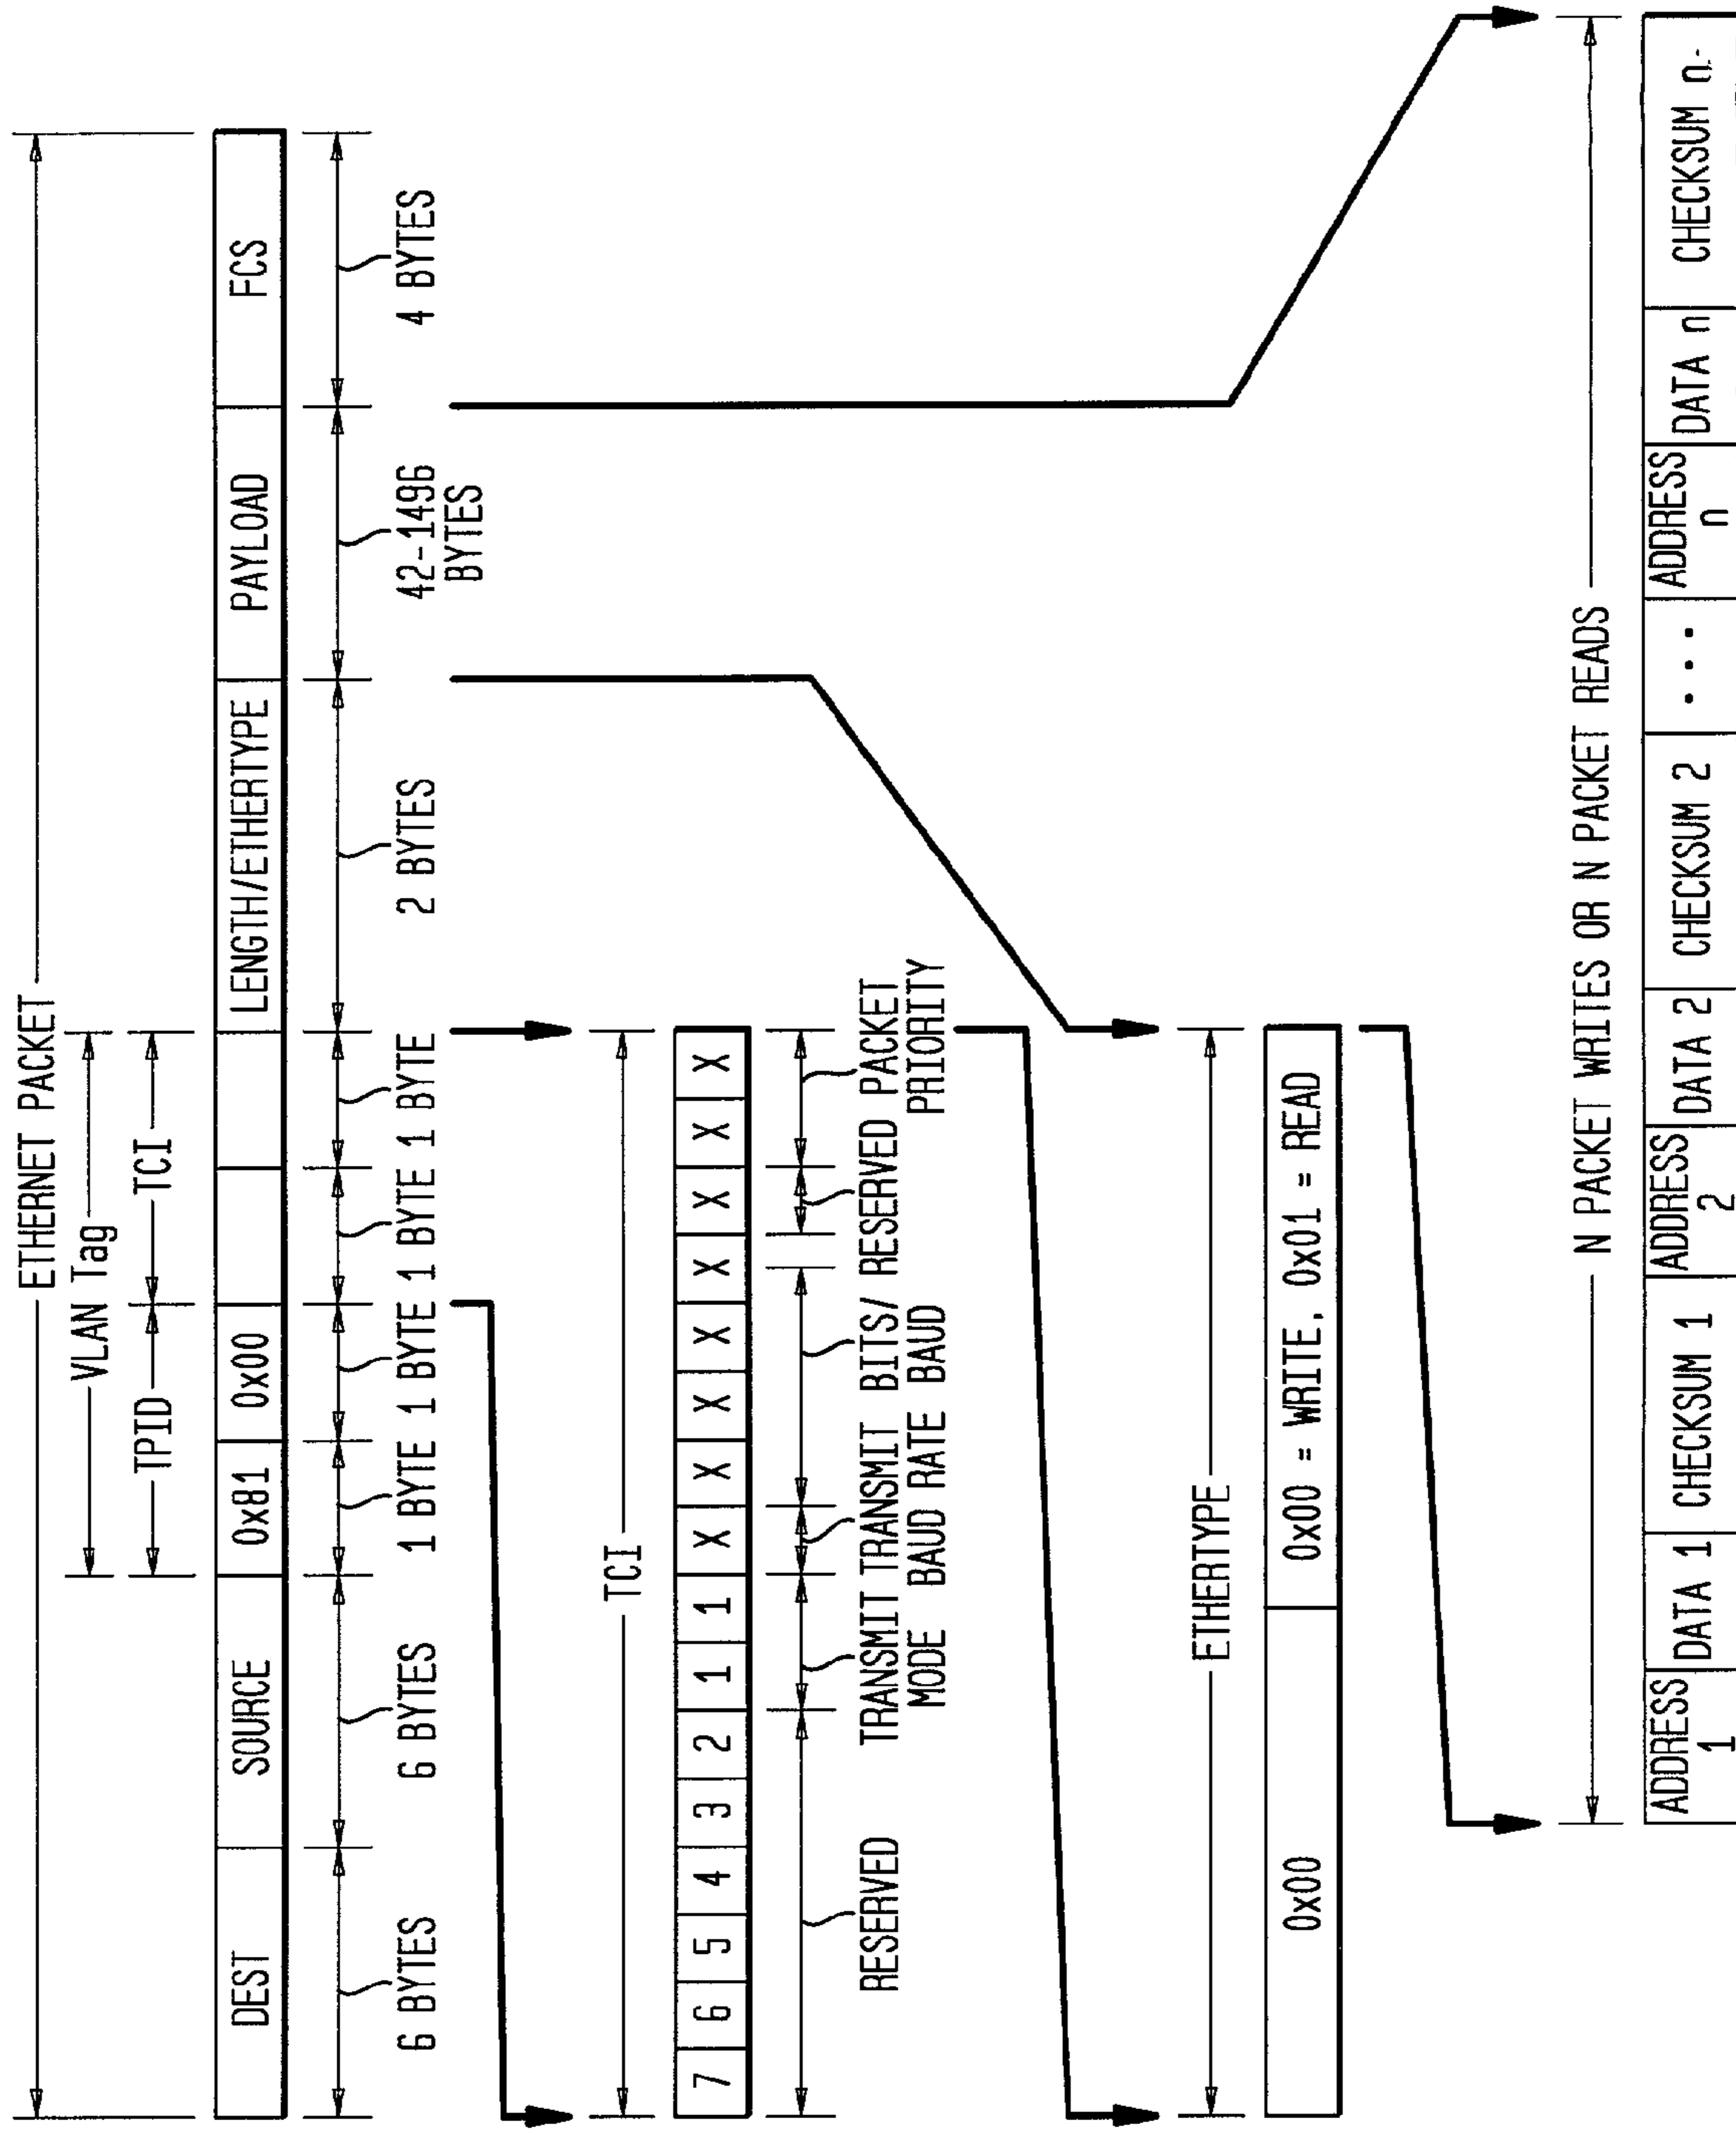 ETHERNET PACKET
VLAN Tag
TPID
TCI
DEST
SOURCE
0x81
0x00
LENGTH/ETHERTYPE
PAYLOAD
FCS
6 BYTES
6 BYTES
1 BYTE
1 BYTE
1 BYTE
1 BYTE
2 BYTES
42-1496
BYTES
4 BYTES
TCI
7 6 5 4 3 2 1 1 X X X X X X X X
RESERVED
TRANSMIT
MODE
TRANSMIT
BAUD RATE
BITS/
BAUD
RESERVED
PACKET
PRIORITY
ETHERTYPE
0x00
0x00 = WRITE, 0x01 = READ
N PACKET WRITES OR N PACKET READS
ADDRESS
1
DATA 1
CHECKSUM 1
ADDRESS
2
DATA 2
CHECKSUM 2
...
ADDRESS
n
DATA n
CHECKSUM n